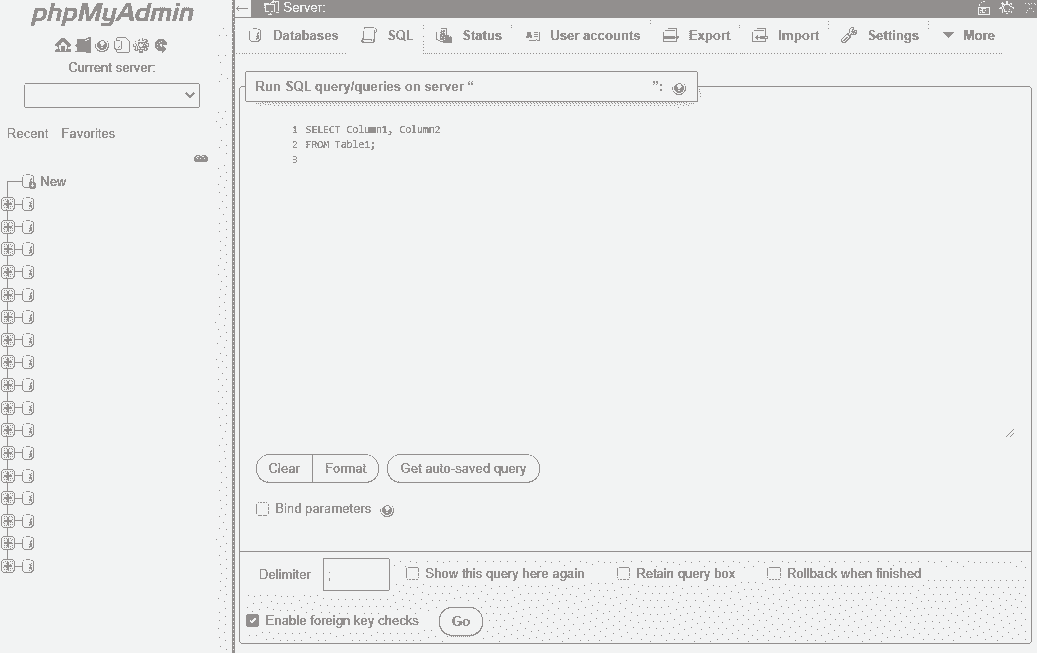 phpMyAdmin
Current server:
Recent Favorites
New
Server:
Databases SQL Status User accounts Export Import Settings More
Run SQL query/queries on server “ ”:
1 SELECT Column1, Column2
2 FROM Table1;
3
Clear Format Get auto-saved query
Bind parameters
Delimiter ; Show this query here again Retain query box Rollback when finished
Enable foreign key checks Go